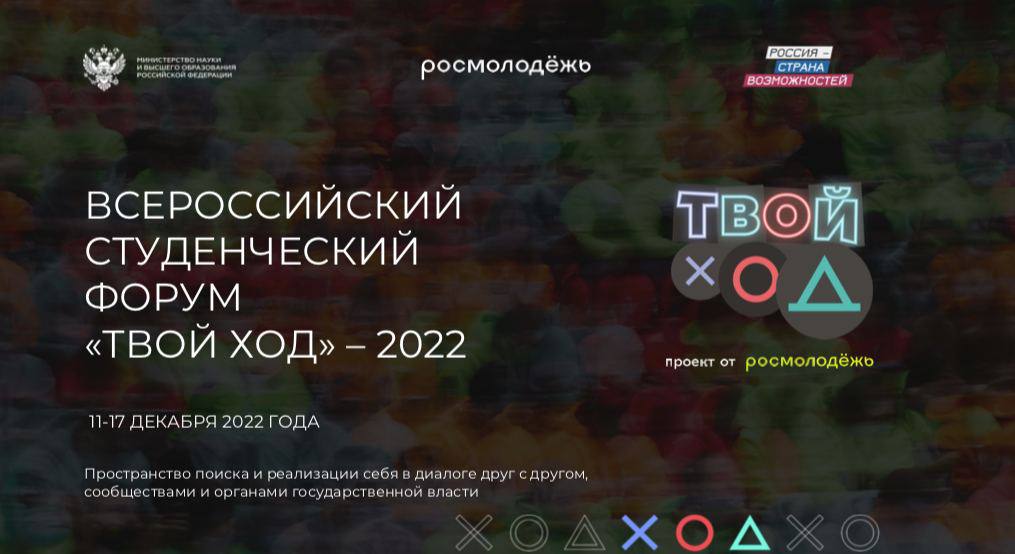 МИНИСТЕРСТВО НАУКИ
И ВЫСШЕГО ОБРАЗОВАНИЯ
РОССИЙСКОЙ ФЕДЕРАЦИИ
росмолодёжь
РОССИЯ –
СТРАНА
ВОЗМОЖНОСТЕЙ
ВСЕРОССИЙСКИЙ
СТУДЕНЧЕСКИЙ
ФОРУМ
«ТВОЙ ХОД» – 2022
ТВОЙ
ХОД
проект от росмолодёжь
11-17 ДЕКАБРЯ 2022 ГОДА
Пространство поиска и реализации себя в диалоге друг с другом,
сообществами и органами государственной власти